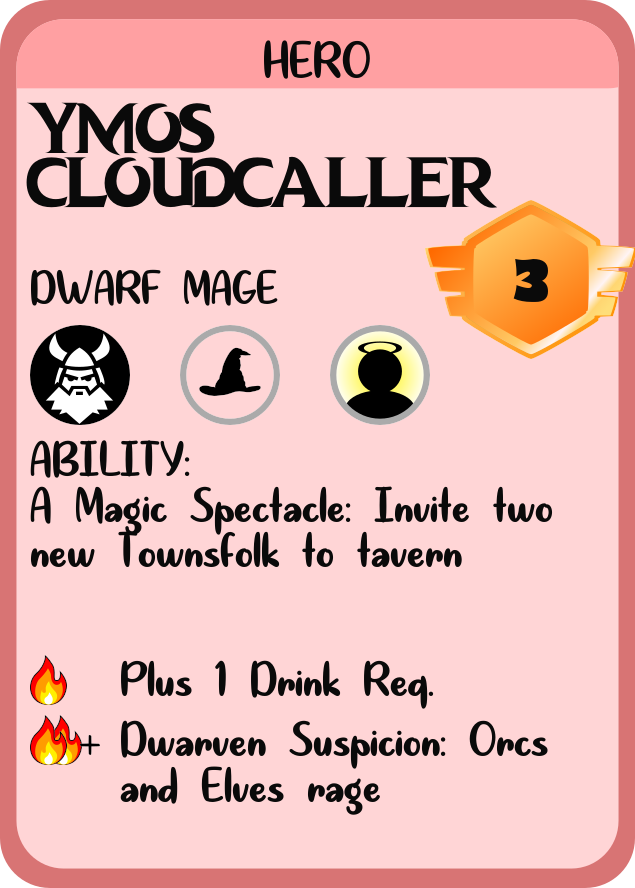 HERO
YMOS
CLOUDCALLER
3
DWARF MAGE
ABILITY:
A Magic Spectacle: Invite two
new Townsfolk to tavern
Plus 1 Drink Req.
+ Dwarven Suspicion: Orcs
and Elves rage